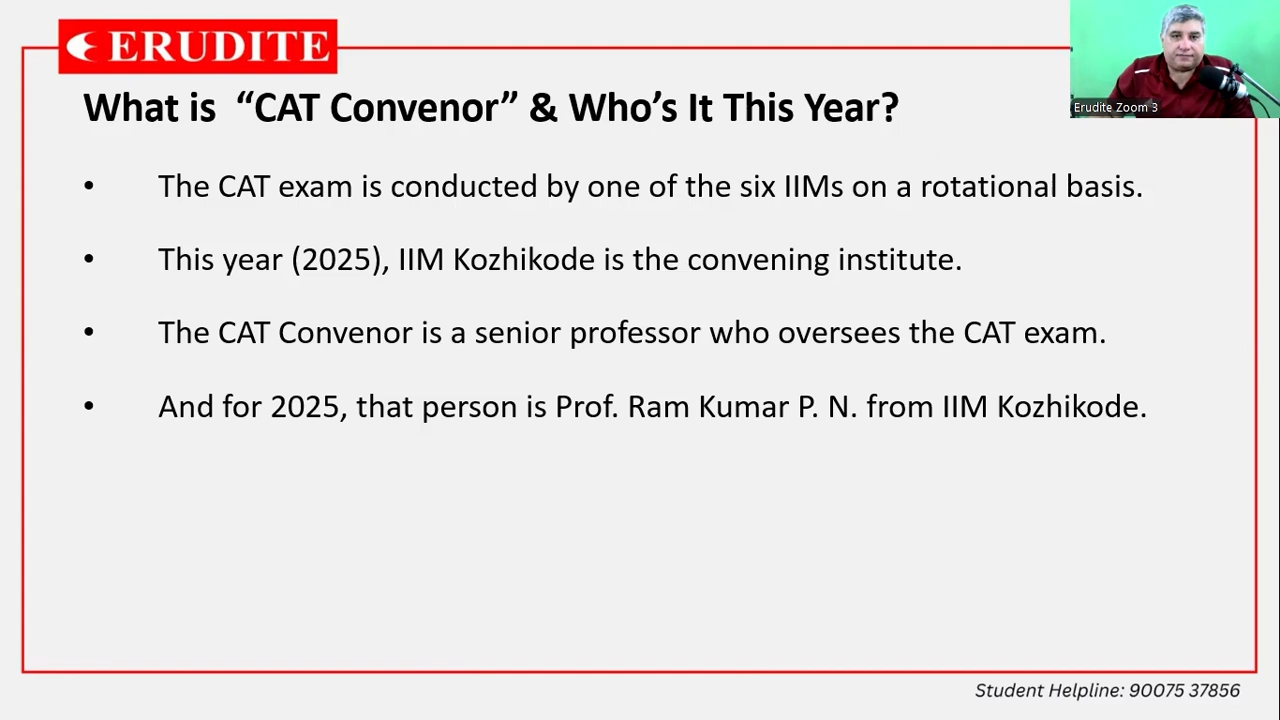 ERUDITE
Erudite Zoom 3
What is “CAT Convenor” & Who’s It This Year?
• The CAT exam is conducted by one of the six IIMs on a rotational basis.
• This year (2025), IIM Kozhikode is the convening institute.
• The CAT Convenor is a senior professor who oversees the CAT exam.
• And for 2025, that person is Prof. Ram Kumar P. N. from IIM Kozhikode.
Student Helpline: 90075 37856